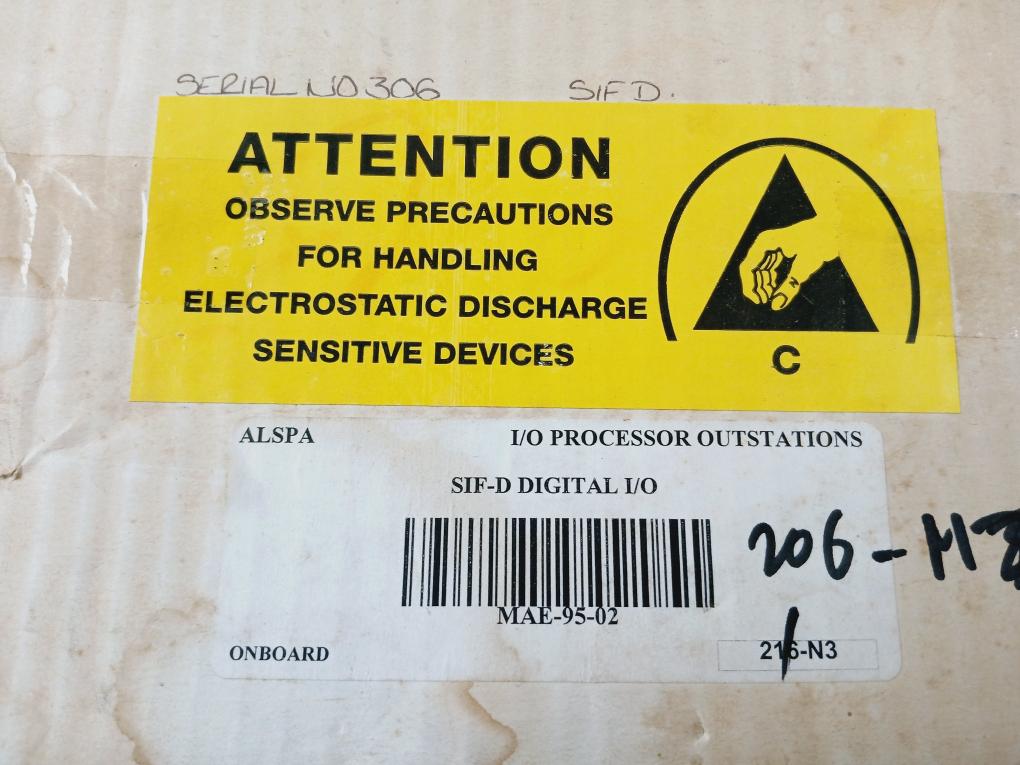 SERIAL NO 306 SIF D.
ATTENTION
OBSERVE PRECAUTIONS
FOR HANDLING
ELECTROSTATIC DISCHARGE
SENSITIVE DEVICES
C
ALSPA I/O PROCESSOR OUTSTATIONS
SIF-D DIGITAL I/O
MAE-95-02
ONBOARD 216-N3